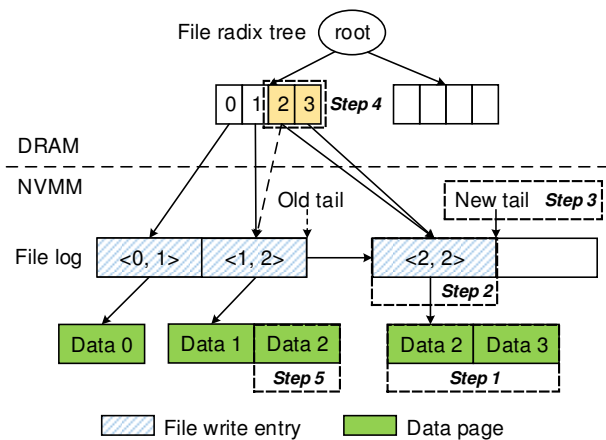 File radix tree root
0 1 2 3 Step 4
DRAM
NVMM
Old tail New tail Step 3
File log <0, 1> <1, 2> <2, 2>
Step 2
Data 0 Data 1 Data 2 Data 2 Data 3
Step 5 Step 1
File write entry Data page